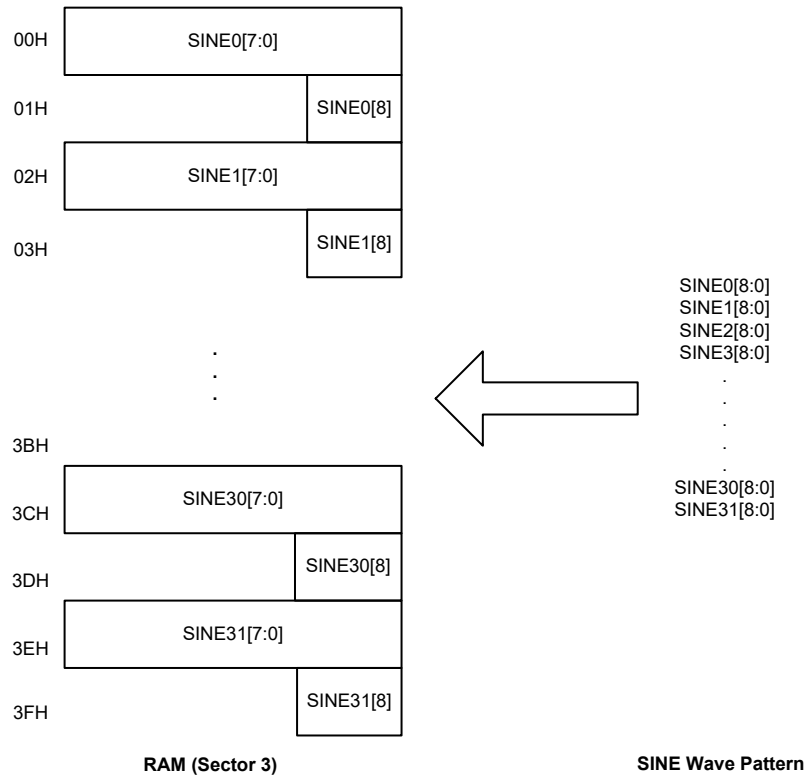 00H
SINE0[7:0]
01H
SINE0[8]
02H
SINE1[7:0]
03H
SINE1[8]
.
.
.
3BH
3CH
SINE30[7:0]
3DH
SINE30[8]
3EH
SINE31[7:0]
3FH
SINE31[8]
RAM (Sector 3)
SINE0[8:0]
SINE1[8:0]
SINE2[8:0]
SINE3[8:0]
.
.
.
.
.
SINE30[8:0]
SINE31[8:0]
SINE Wave Pattern